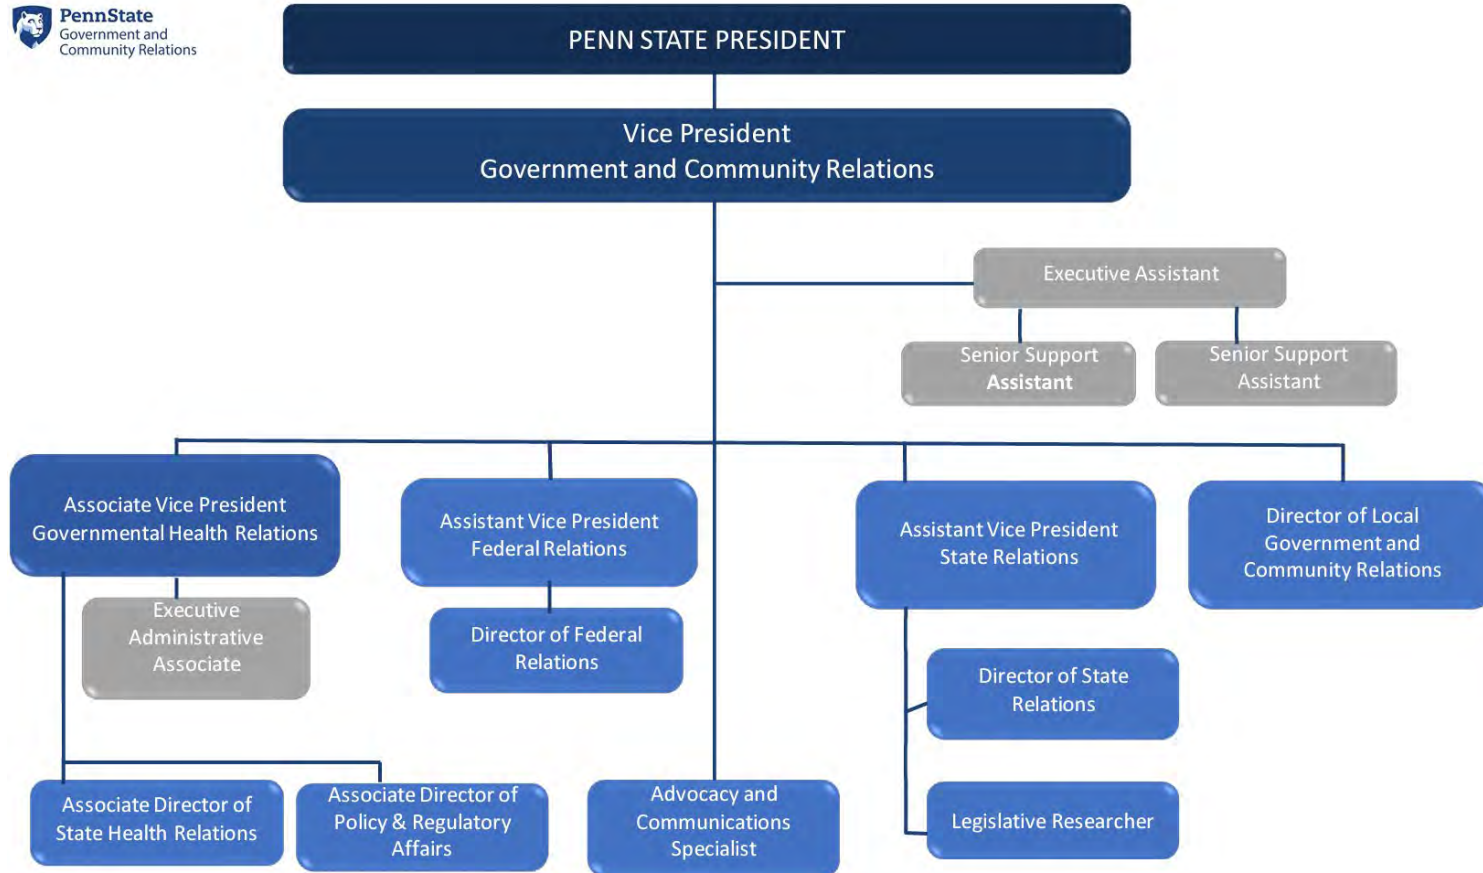 PennState
Government and
Community Relations
PENN STATE PRESIDENT
Vice President
Government and Community Relations
Executive Assistant
Senior Support
Assistant
Senior Support
Assistant
Associate Vice President
Governmental Health Relations
Assistant Vice President
Federal Relations
Assistant Vice President
State Relations
Director of Local
Government and
Community Relations
Executive
Administrative
Associate
Director of Federal
Relations
Director of State
Relations
Associate Director of
State Health Relations
Associate Director of
Policy & Regulatory
Affairs
Advocacy and
Communications
Specialist
Legislative Researcher